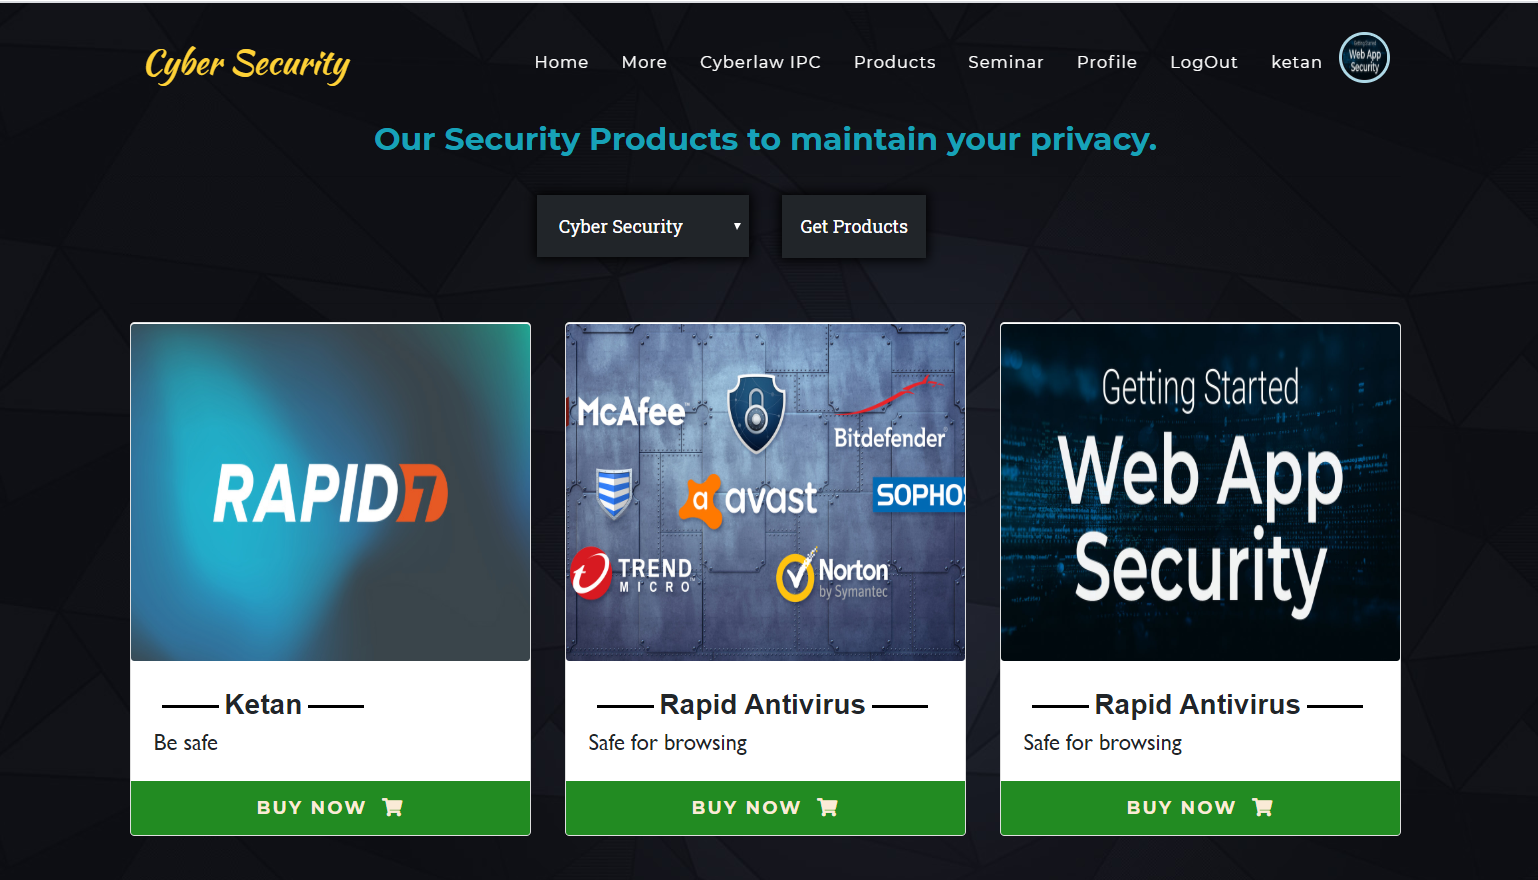 Cyber Security
Home More Cyberlaw IPC Products Seminar Profile LogOut ketan
Getting Started
Web App
Security
Our Security Products to maintain your privacy.
Cyber Security
Get Products
RAPID7
McAfee
Bitdefender
a avast
SOPHOS
TREND
MICRO
Norton
by Symantec
Getting Started
Web App
Security
Ketan
Be safe
BUY NOW
Rapid Antivirus
Safe for browsing
BUY NOW
Rapid Antivirus
Safe for browsing
BUY NOW